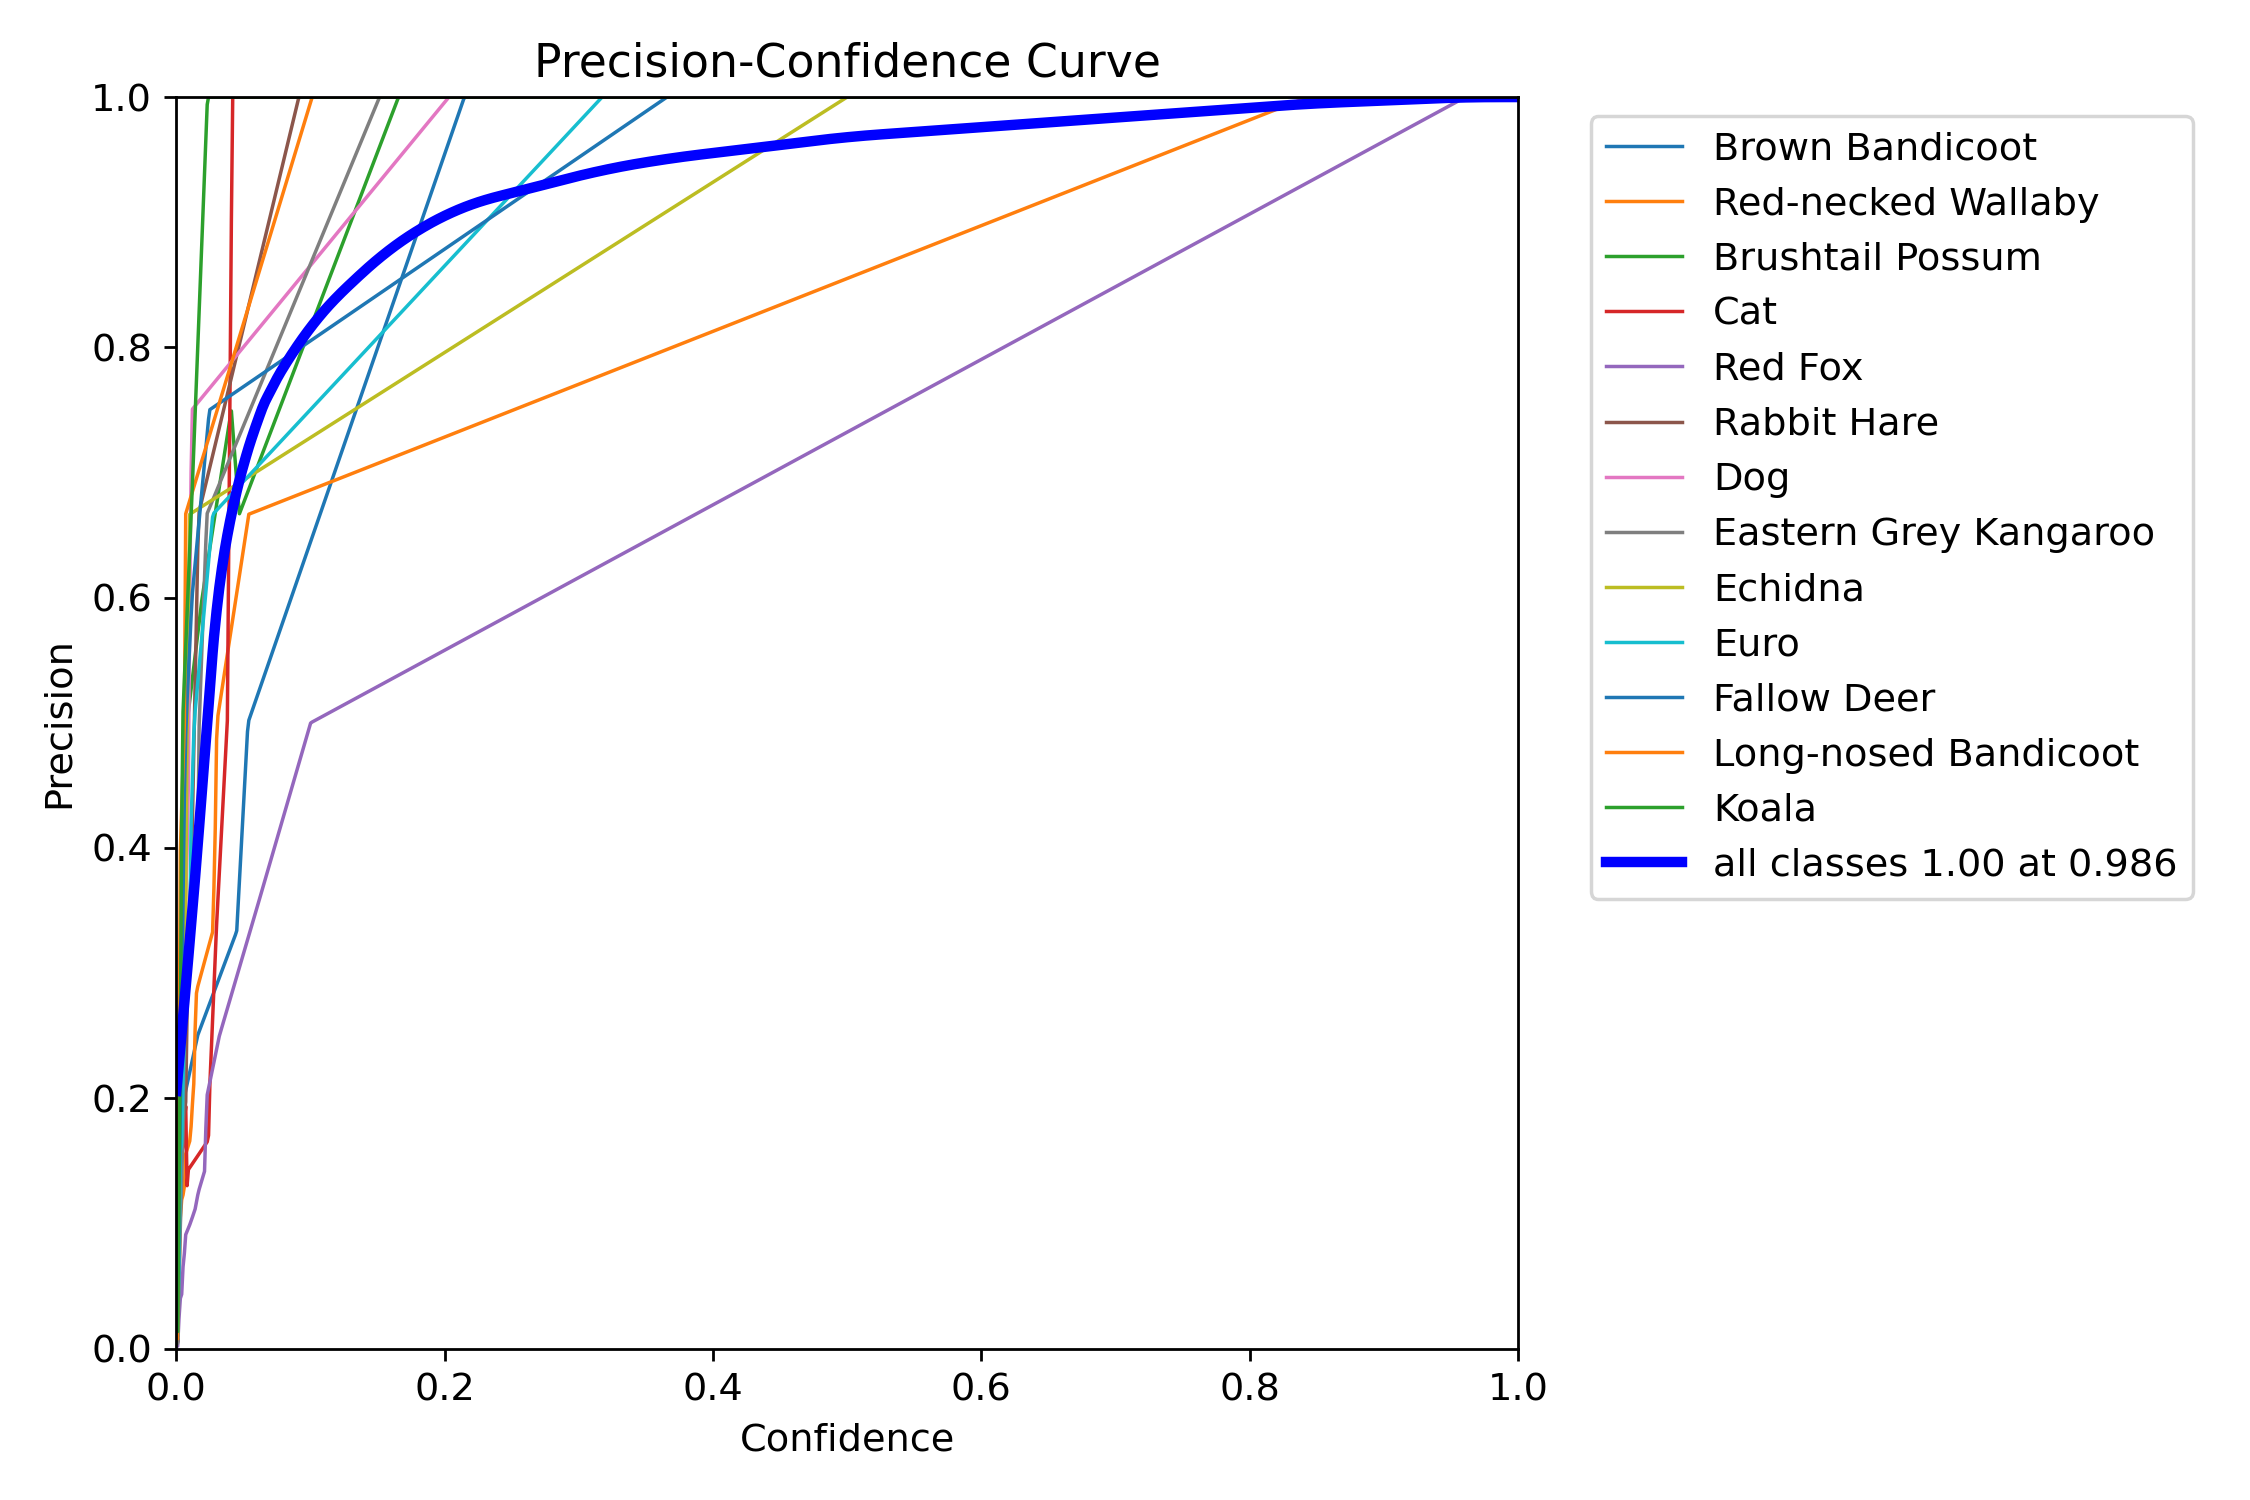 Precision-Confidence Curve
1.0
0.8
0.6
0.4
0.2
0.0
Precision
0.0 0.2 0.4 0.6 0.8 1.0
Confidence
Brown Bandicoot
Red-necked Wallaby
Brushtail Possum
Cat
Red Fox
Rabbit Hare
Dog
Eastern Grey Kangaroo
Echidna
Euro
Fallow Deer
Long-nosed Bandicoot
Koala
all classes 1.00 at 0.986